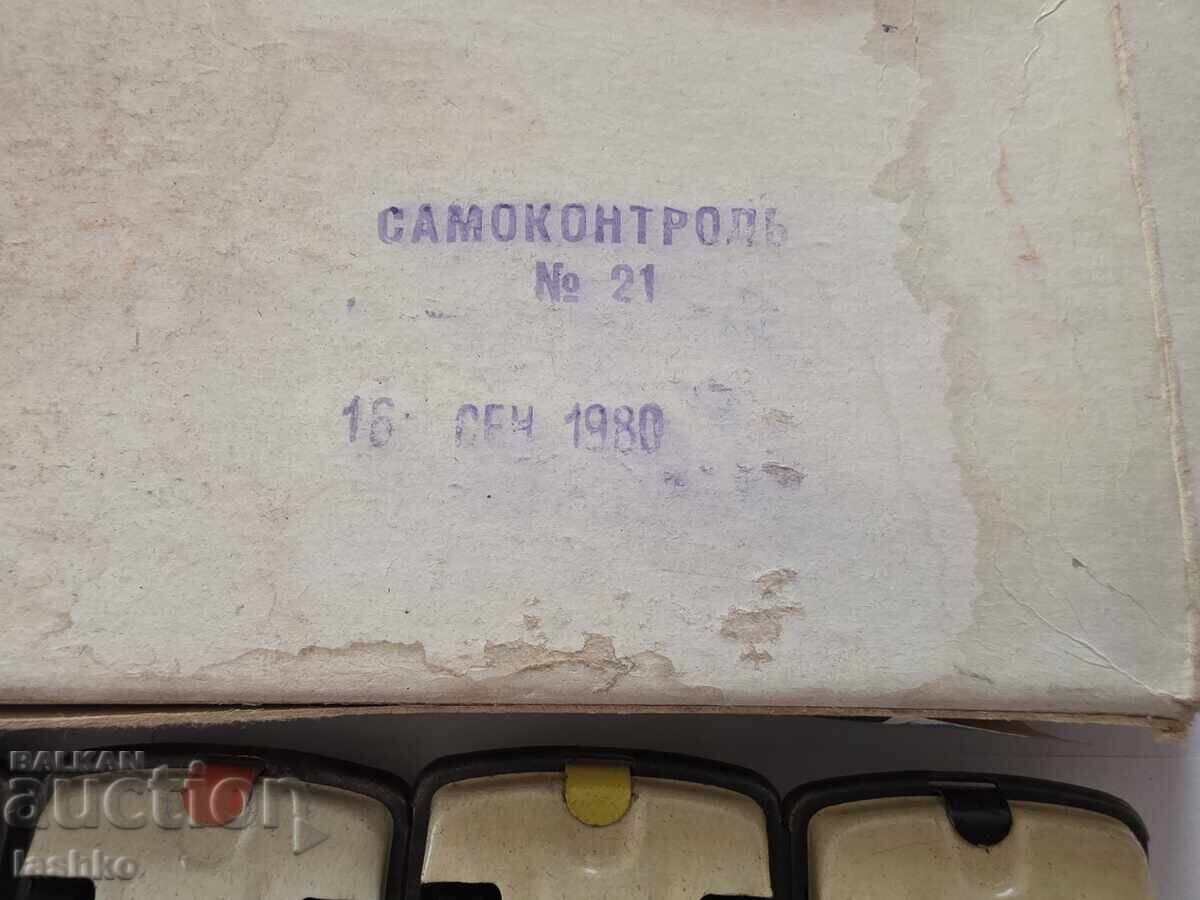 САМОКОНТРОЛЬ
№ 21
16 СЕН 1980
BALKAN
auction
lashko